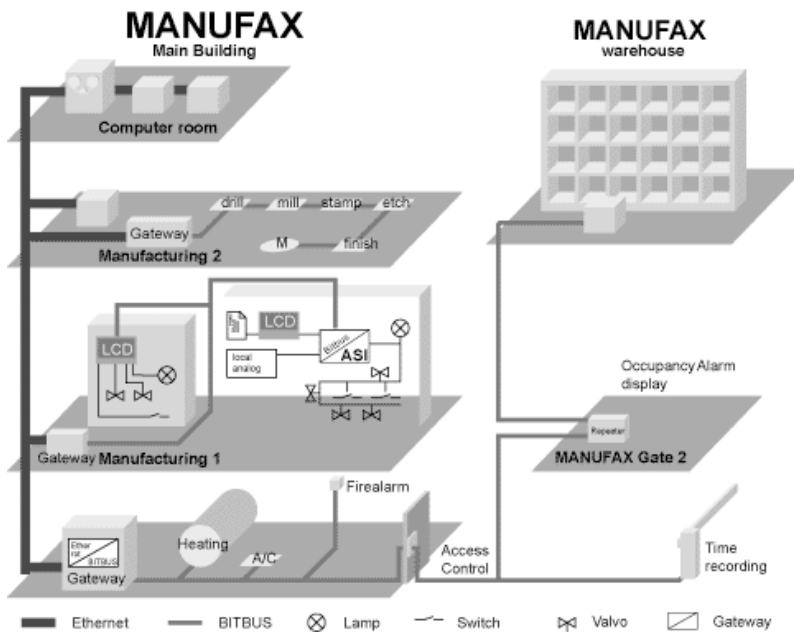 MANUFAX
Main Building
MANUFAX
warehouse
Computer room
drill
mill
stamp
etch
Gateway
M
finish
Manufacturing 2
LCD
LCD
Bitbus
ASI
local
analog
Occupancy Alarm
display
Repeater
Gateway
Manufacturing 1
MANUFAX Gate 2
Firealarm
Heating
A/C
Ether
BITBUS
Gateway
Access
Control
Time
recording
Ethernet
BITBUS
Lamp
Switch
Valvo
Gateway